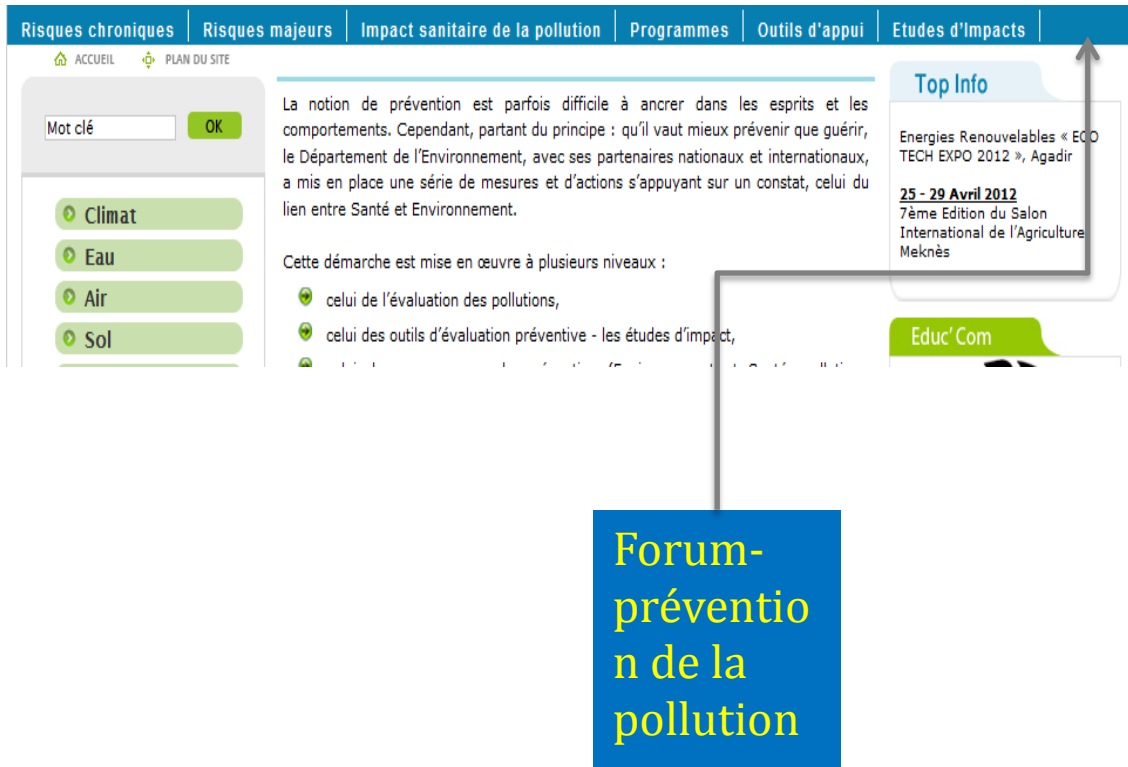 Risques chroniques Risques majeurs Impact sanitaire de la pollution Programmes Outils d'appui Etudes d'Impacts
ACCUEIL PLAN DU SITE
Mot clé OK
Climat
Eau
Air
Sol
La notion de prévention est parfois difficile à ancrer dans les esprits et les
comportements. Cependant, partant du principe : qu'il vaut mieux prévenir que guérir,
le Département de l'Environnement, avec ses partenaires nationaux et internationaux,
a mis en place une série de mesures et d'actions s'appuyant sur un constat, celui du
lien entre Santé et Environnement.
Cette démarche est mise en œuvre à plusieurs niveaux :
celui de l'évaluation des pollutions,
celui des outils d'évaluation préventive - les études d'impact,
Top Info
Energies Renouvelables « ECO
TECH EXPO 2012 », Agadir
25 - 29 Avril 2012
7ème Edition du Salon
International de l'Agriculture
Meknès
Educ' Com
Forum-
préventio
n de la
pollution